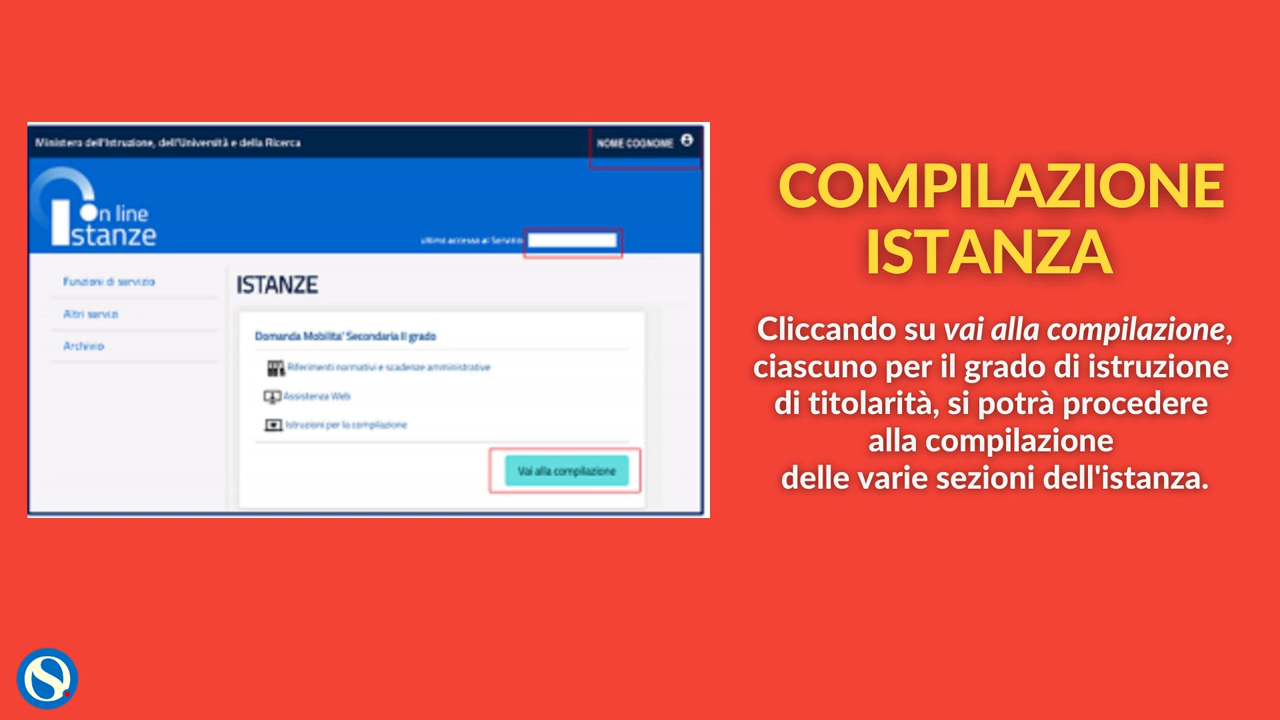 Ministero dell'Istruzione, dell'Università e della Ricerca
NOME COGNOME
on line
Istanze
ultimo accesso al Servizio
Funzioni di servizio
Altri servizi
Archivio
ISTANZE
Domanda Mobilita' Secondaria II grado
Riferimenti normativi e scadenze amministrative
Assistenza Web
Istruzioni per la compilazione
Vai alla compilazione
COMPILAZIONE
ISTANZA
Cliccando su vai alla compilazione,
ciascuno per il grado di istruzione
di titolarità, si potrà procedere
alla compilazione
delle varie sezioni dell'istanza.
S